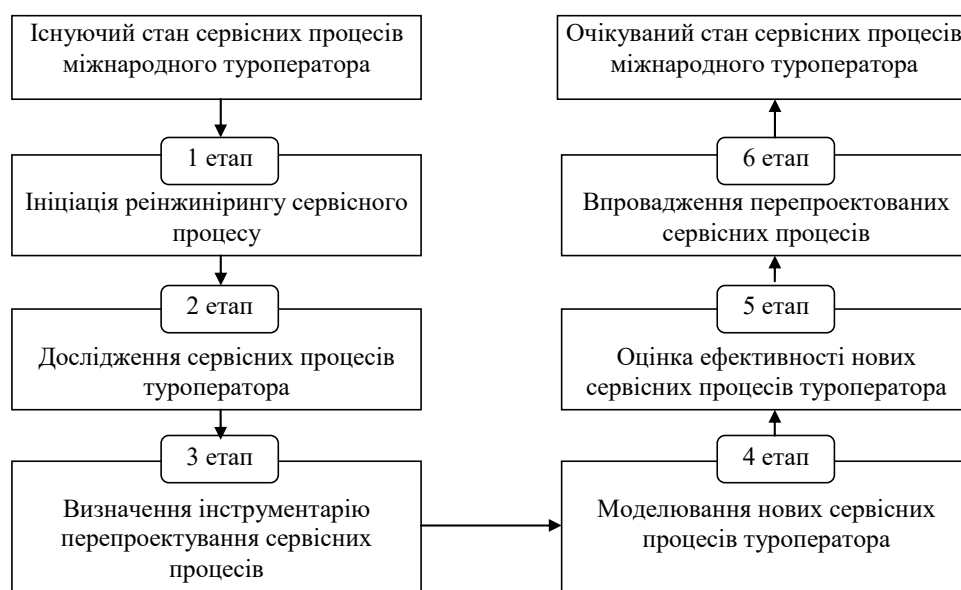 Існуючий стан сервісних процесів
міжнародного туроператора
1 етап
Ініціація реінжинірингу сервісного
процесу
2 етап
Дослідження сервісних процесів
туроператора
3 етап
Визначення інструментарію
перепроектування сервісних
процесів
4 етап
Моделювання нових сервісних
процесів туроператора
5 етап
Оцінка ефективності нових
сервісних процесів туроператора
6 етап
Впровадження перепроектованих
сервісних процесів
Очікуваний стан сервісних процесів
міжнародного туроператора